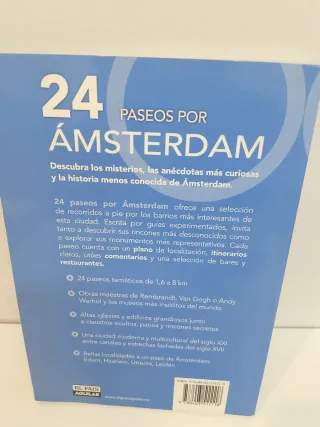 24 PASEOS POR
ÁMSTERDAM
Descubra los misterios, las anécdotas más curiosas
y la historia menos conocida de Ámsterdam.
24 paseos por Ámsterdam ofrece una selección
de recorridos a pie por los barrios más interesantes de
esta ciudad. Escrita por guías experimentados, invita
tanto a descubrir sus rincones más desconocidos como
a explorar sus monumentos más representativos. Cada
paseo cuenta con un plano de localización, itinerarios
claros, útiles comentarios y una selección de bares y
restaurantes.
24 paseos temáticos de 1,6 a 8 km
Obras maestras de Rembrandt, Van Gogh o Andy
Warhol y los museos más insólitos del mundo
Altas iglesias y edificios grandiosos junto
a claustros ocultos, patios y rincones secretos
Una ciudad moderna y multicultural del siglo XXI
entre canales y estrechas fachadas del siglo XVII
Bellas localidades a un paso de Ámsterdam:
Edam, Haarlem, Utrecht, Leiden
EL PAIS
AGUILAR